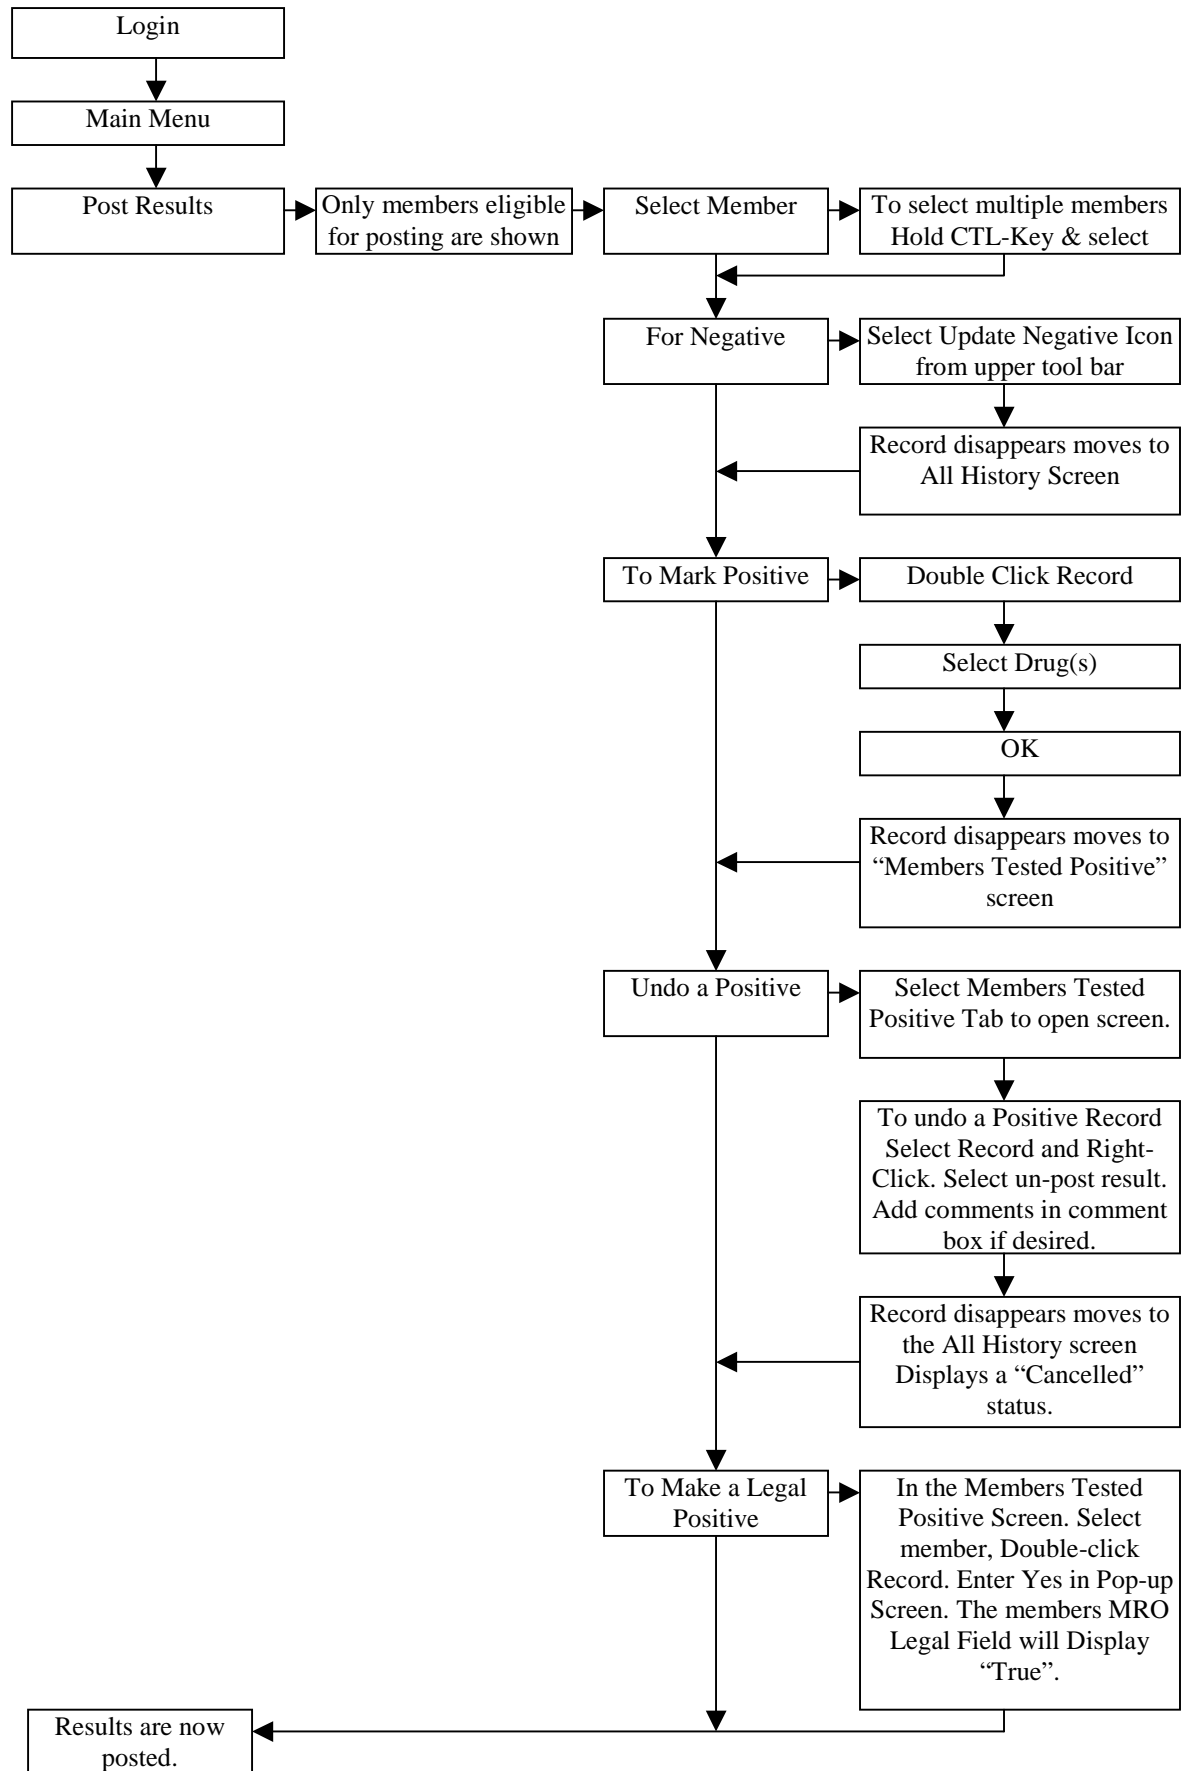 Login
Main Menu
Post Results
Only members eligible
for posting are shown
Select Member
To select multiple members
Hold CTL-Key & select
For Negative
Select Update Negative Icon
from upper tool bar
Record disappears moves to
All History Screen
To Mark Positive
Double Click Record
Select Drug(s)
OK
Record disappears moves to
“Members Tested Positive”
screen
Undo a Positive
Select Members Tested
Positive Tab to open screen.
To undo a Positive Record
Select Record and Right-
Click. Select un-post result.
Add comments in comment
box if desired.
Record disappears moves to
the All History screen
Displays a “Cancelled”
status.
To Make a Legal
Positive
In the Members Tested
Positive Screen. Select
member, Double-click
Record. Enter Yes in Pop-up
Screen. The members MRO
Legal Field will Display
“True”.
Results are now
posted.